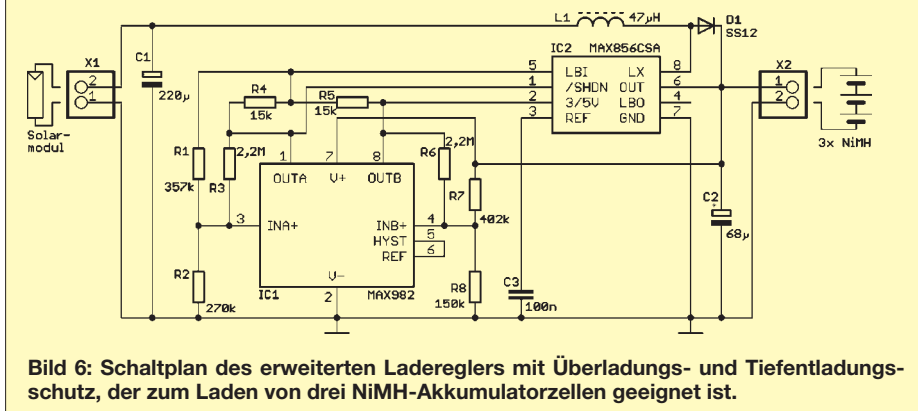 L1 47µH D1
SS12
IC2 MAX856CSA
X1 C1 X2
5 LBI LX 8
2 R4 R5 1 /SHDN OUT 6 1
1 220µ 15k 15k 2 3/5V LBO 4 2
3 REF GND 7
Solar-
modul
2,2M R6 2,2M 3x NiMH
R1 1 7 8
OUTA V+ OUTB R7
357k R3 C2
402k
3 INA+ INB+ 4
HYST 5 68µ
REF 6
R2 V- C3 R8
IC1 2 MAX982
270k 150k 100n
Bild 6: Schaltplan des erweiterten Ladereglers mit Überladungs- und Tiefentladungs-
schutz, der zum Laden von drei NiMH-Akkumulatorzellen geeignet ist.